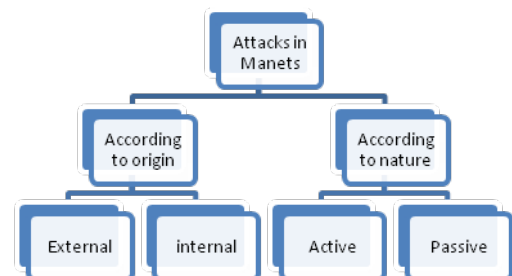 Attacks in
Manets
According
to origin
According
to nature
External
internal
Active
Passive